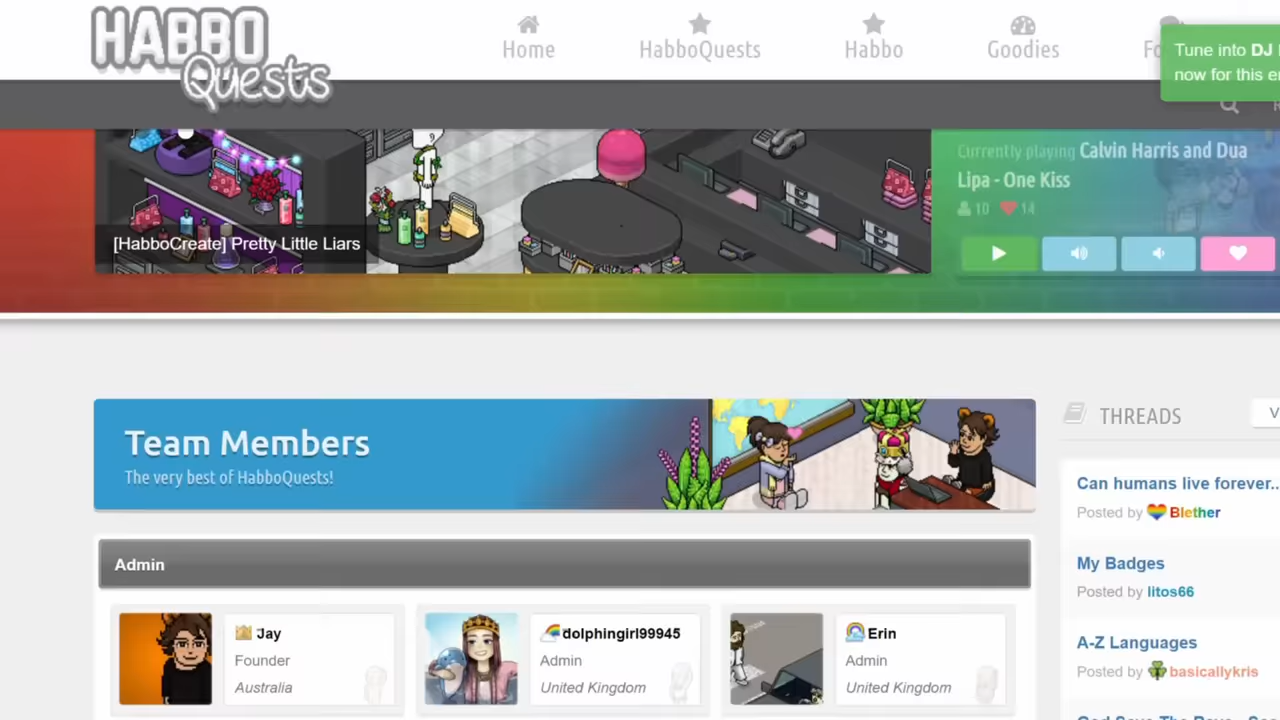 HABBO
Quests
Home
HabboQuests
Habbo
Goodies
Tune into DJ
now for this
Currently playing Calvin Harris and Dua
Lipa - One Kiss
10 14
[HabboCreate] Pretty Little Liars
Team Members
The very best of HabboQuests!
THREADS
V
Can humans live forever..
Posted by Blether
My Badges
Posted by litos66
A-Z Languages
Posted by basicallykris
Admin
Jay
Founder
Australia
dolphingirl99945
Admin
United Kingdom
Erin
Admin
United Kingdom